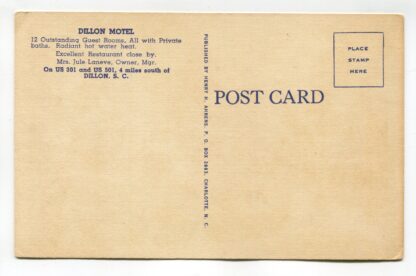 DILLON MOTEL
12 Outstanding Guest Rooms, All with Private
baths. Radiant hot water heat.
Excellent Restaurant close by.
Mrs. Jule Laneve, Owner, Mgr.
On US 301 and US 501, 4 miles south of
DILLON, S. C.
PUBLISHED BY HENRY H. AHRENS, P. O. BOX 2683, CHARLOTTE, N. C.
POST CARD
PLACE
STAMP
HERE